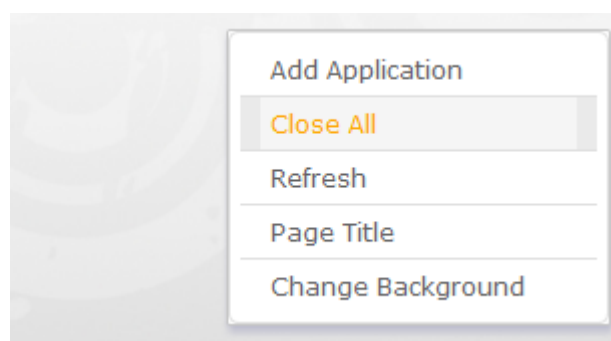 Add Application
Close All
Refresh
Page Title
Change Background